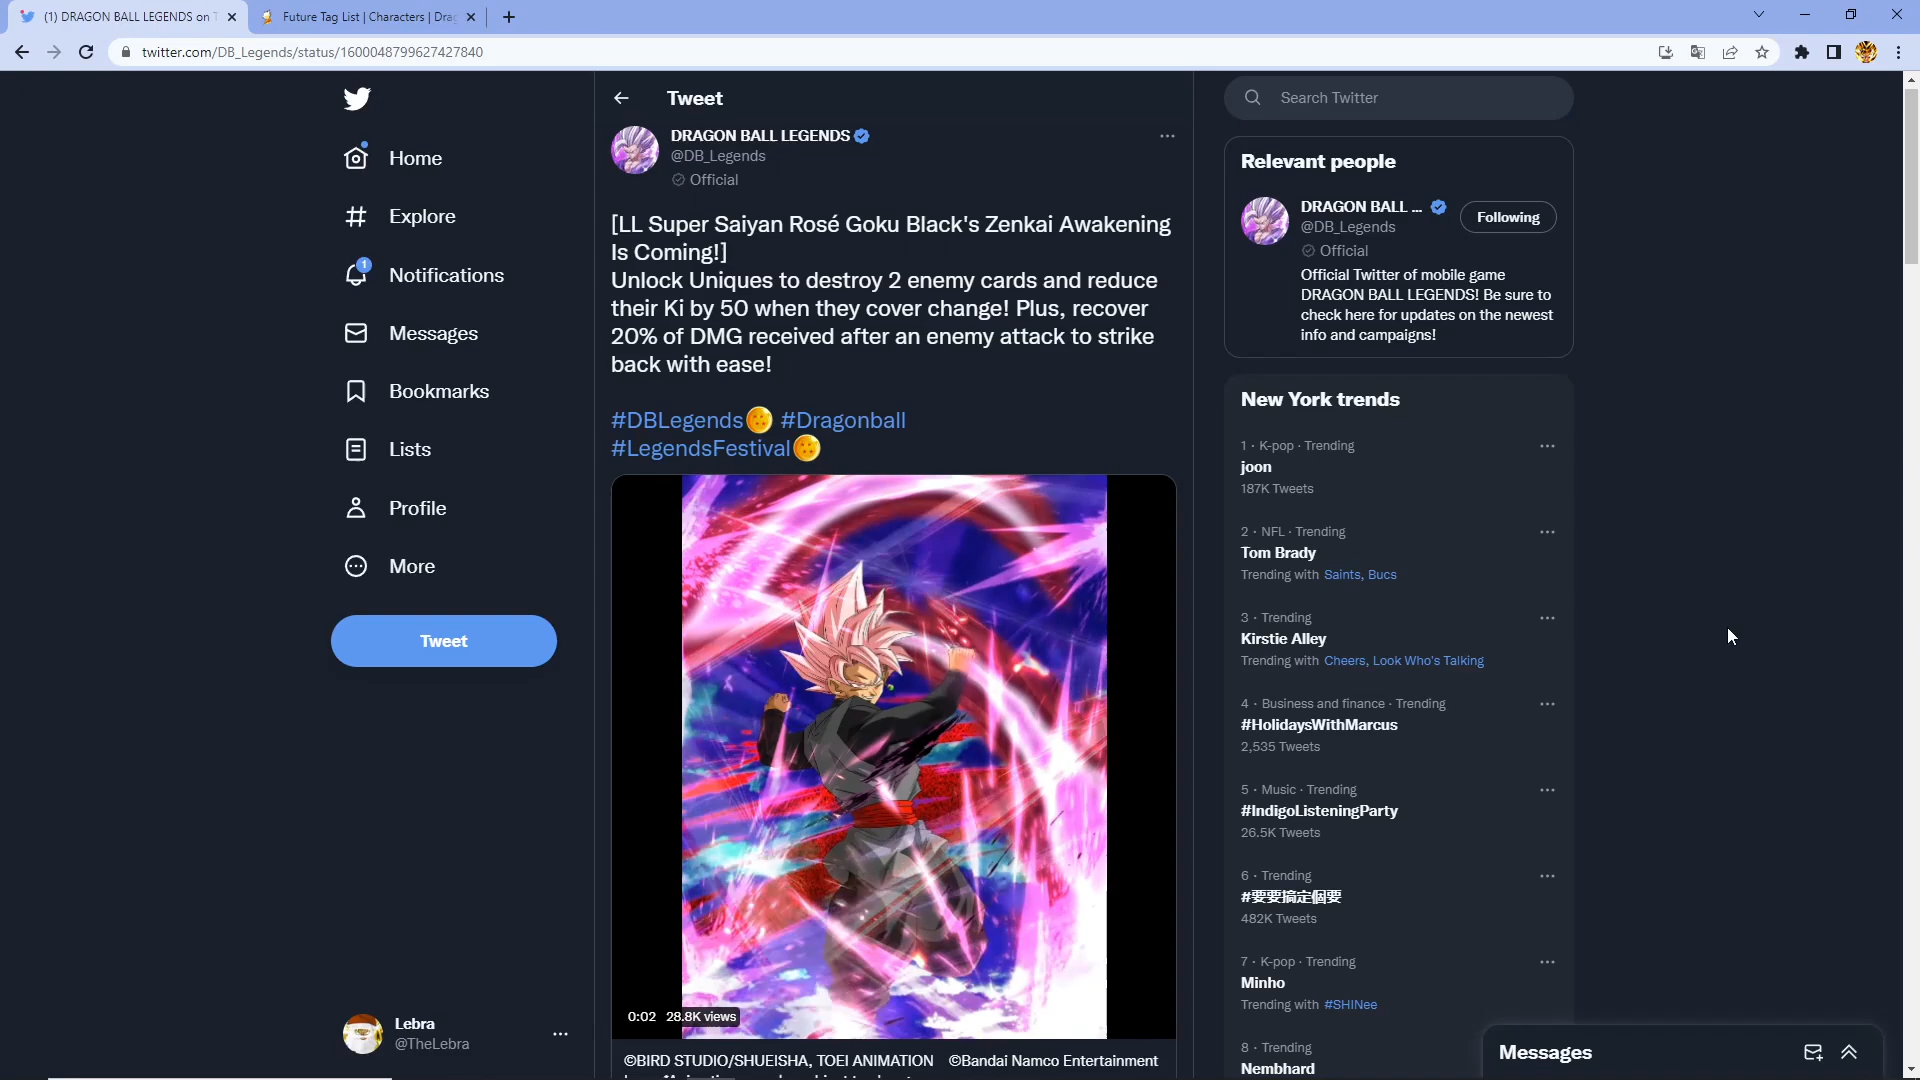 (1) DRAGON BALL LEGENDS on T
Future Tag List | Characters | Drag
twitter.com/DB_Legends/status/1600048799627427840
Home
Explore
1
Notifications
Messages
Bookmarks
Lists
Profile
More
Tweet
Lebra
@TheLebra
Tweet
DRAGON BALL LEGENDS
@DB_Legends
Official
[LL Super Saiyan Rosé Goku Black's Zenkai Awakening
Is Coming!]
Unlock Uniques to destroy 2 enemy cards and reduce
their Ki by 50 when they cover change! Plus, recover
20% of DMG received after an enemy attack to strike
back with ease!
#DBLegends #Dragonball
#LegendsFestival
0:02 28.8K views
©BIRD STUDIO/SHUEISHA, TOEI ANIMATION ©Bandai Namco Entertainment
Search Twitter
Relevant people
DRAGON BALL ...
Following
@DB_Legends
Official
Official Twitter of mobile game
DRAGON BALL LEGENDS! Be sure to
check here for updates on the newest
info and campaigns!
New York trends
1 · K-pop · Trending
joon
187K Tweets
2 · NFL · Trending
Tom Brady
Trending with Saints, Bucs
3 · Trending
Kirstie Alley
Trending with Cheers, Look Who's Talking
4 · Business and finance · Trending
#HolidaysWithMarcus
2,535 Tweets
5 · Music · Trending
#IndigoListeningParty
26.5K Tweets
6 · Trending
#要要搞定個要
482K Tweets
7 · K-pop · Trending
Minho
Trending with #SHINee
8 · Trending
Nembhard
Messages